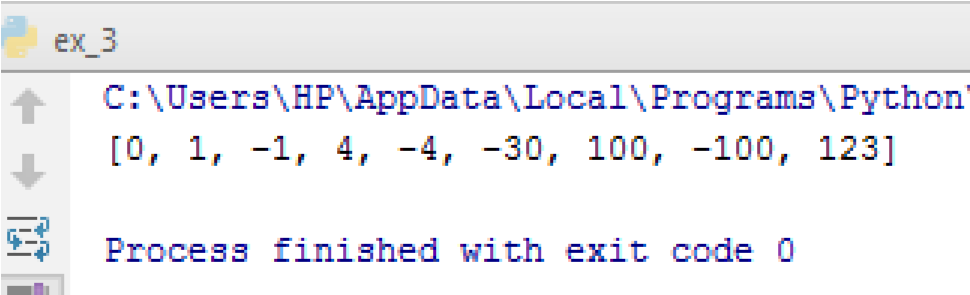 ex_3
C:\Users\HP\AppData\Local\Programs\Python\
[0, 1, -1, 4, -4, -30, 100, -100, 123]
Process finished with exit code 0